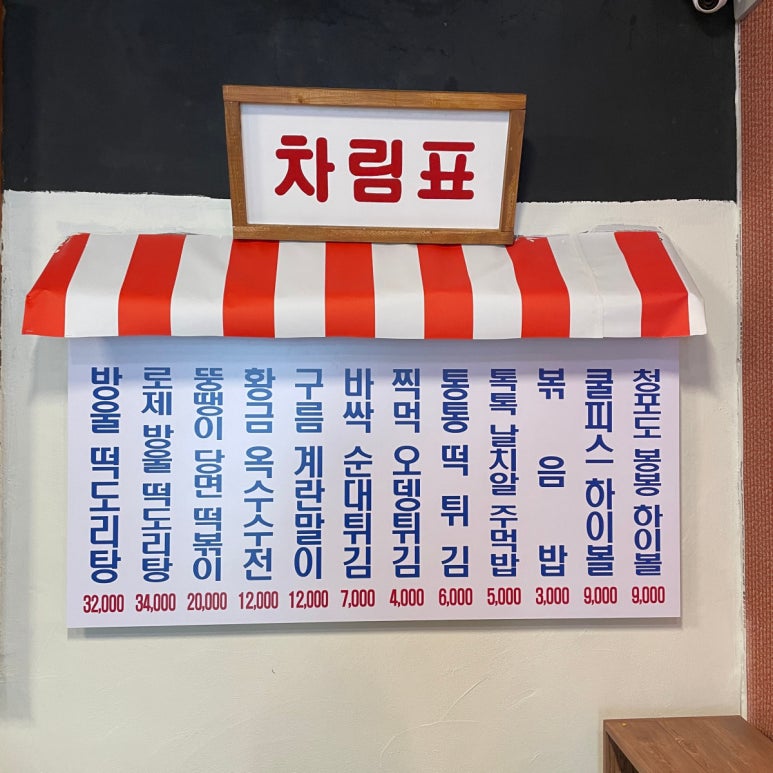 차림표
방울 떡도리탕 32,000
로제 방울 떡도리탕 34,000
뚱땡이 당면 떡볶이 20,000
황금 옥수수전 12,000
구름 계란말이 12,000
바싹 순대튀김 7,000
찍먹 오뎅튀김 4,000
통통 떡 튀김 6,000
톡톡 날치알 주먹밥 5,000
볶음밥 3,000
쿨피스 하이볼 9,000
청포도 봉봉 하이볼 9,000